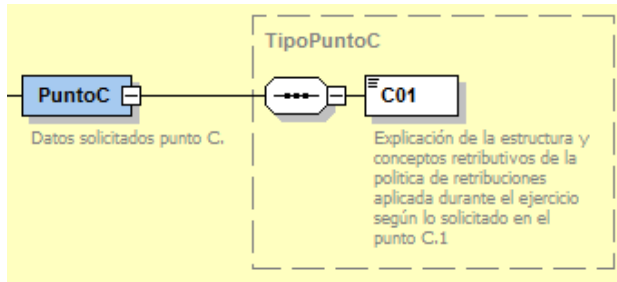 TipoPuntoC
PuntoC
C01
Datos solicitados punto C.
Explicación de la estructura y
conceptos retributivos de la
politica de retribuciones
aplicada durante el ejercicio
según lo solicitado en el
punto C.1